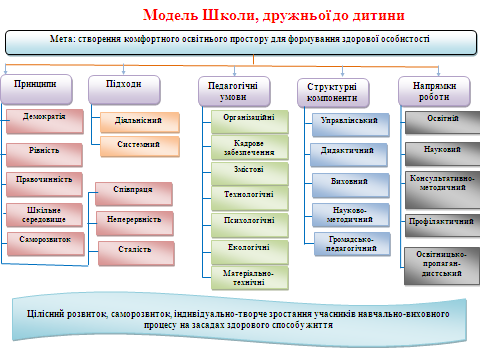 Модель Школи, дружньої до дитини
Мета: створення комфортного освітнього простору для формування здорової особистості
Принципи
Демократія
Рівність
Правочинність
Шкільне
середовище
Саморозвиток
Співпраця
Неперервність
Сталість
Підходи
Діяльнісний
Системний
Педагогічні
умови
Організаційні
Кадрове
забезпечення
Змістові
Технологічні
Психологічні
Екологічні
Матеріально-
технічні
Структурні
компоненти
Управлінський
Дидактичний
Виховний
Науково-
методичний
Громадсько-
педагогічний
Напрямки
роботи
Освітній
Науковий
Консультативно-
методичний
Профілактичний
Освітницько-
пропаган-
дистський
Цілісний розвиток, саморозвиток, індивідуально-творче зростання учасників навчально-виховного
процесу на засадах здорового способу життя